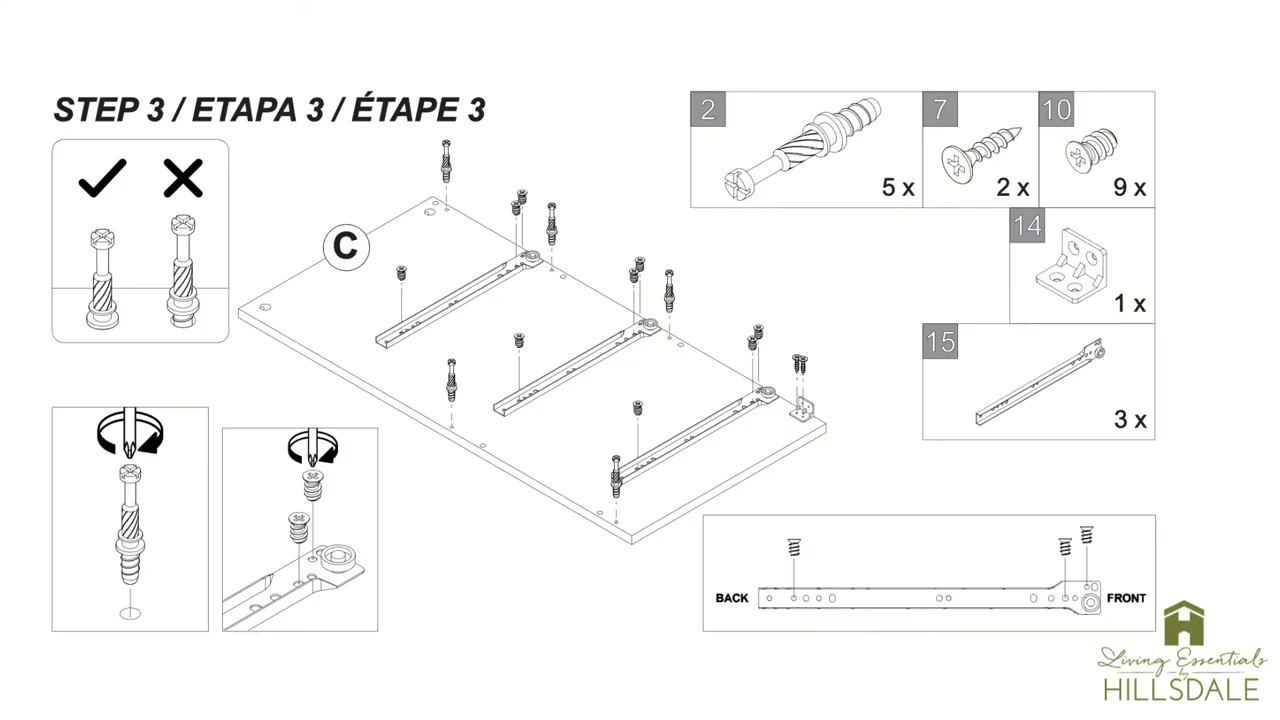 STEP 3 / ETAPA 3 / ÉTAPE 3
2
5 x
7
2 x
10
9 x
14
1 x
15
3 x
C
BACK
FRONT
Living Essentials
by
HILLSDALE